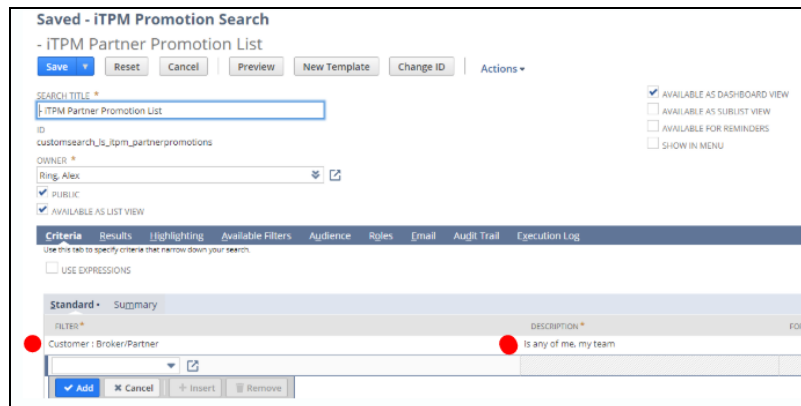 Saved - iTPM Promotion Search
- iTPM Partner Promotion List
Save Reset Cancel Preview New Template Change ID Actions
SEARCH TITLE *
- iTPM Partner Promotion List
AVAILABLE AS DASHBOARD VIEW
AVAILABLE AS SUBLIST VIEW
AVAILABLE FOR REMINDERS
SHOW IN MENU
ID
customsearch_ls_itpm_partnerpromotions
OWNER *
Ring, Alex
PUBLIC
AVAILABLE AS LIST VIEW
Criteria Results Highlighting Available Filters Audience Roles Email Audit Trail Execution Log
Use this tab to specify criteria that narrow down your search.
USE EXPRESSIONS
Standard • Summary
FILTER * DESCRIPTION * FO
Customer : Broker/Partner Is any of me, my team
Add Cancel + Insert Remove